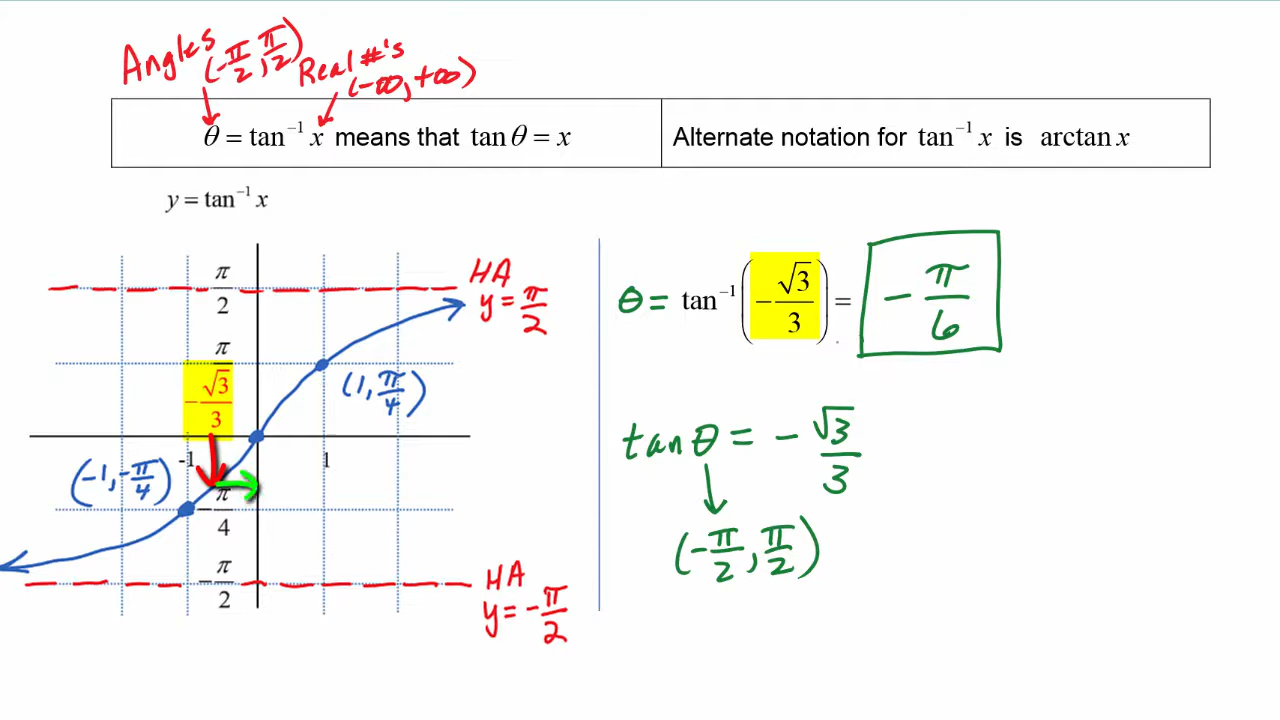 Angles (-π/2, π/2)
Real #'s (-∞, +∞)
θ = tan⁻¹ x means that tan θ = x
Alternate notation for tan⁻¹ x is arctan x
y = tan⁻¹ x
π/2
HA
y = π/2
π
-√3/3
(1, π/4)
-1
1
(-1, -π/4)
-π/4
-π/2
HA
y = -π/2
θ = tan⁻¹(-√3/3) = -π/6
tan θ = -√3/3
(-π/2, π/2)